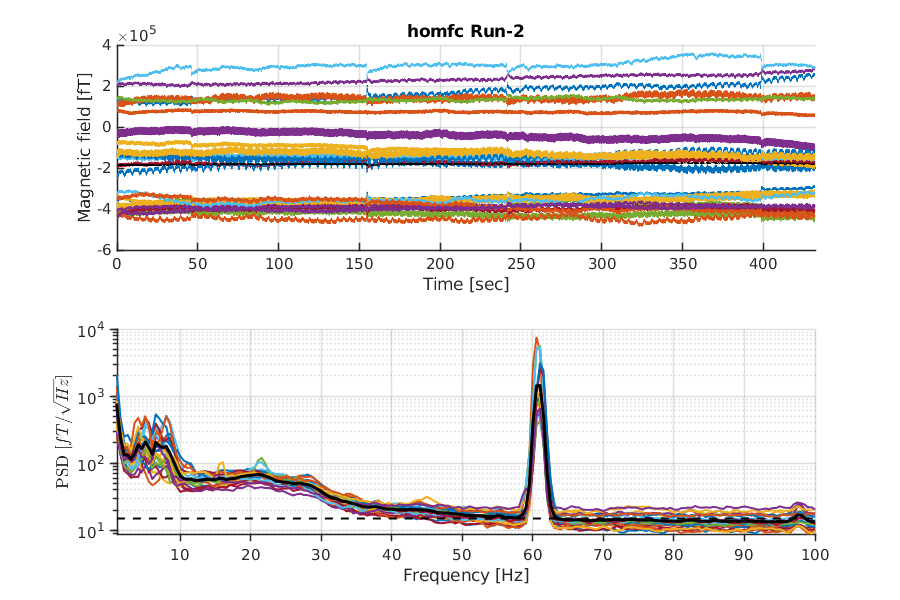 homfc Run-2
×10^5
Magnetic field [fT]
4
2
0
-2
-4
-6
0 50 100 150 200 250 300 350 400
Time [sec]
PSD [fT/√Hz]
10^4
10^3
10^2
10^1
10 20 30 40 50 60 70 80 90 100
Frequency [Hz]